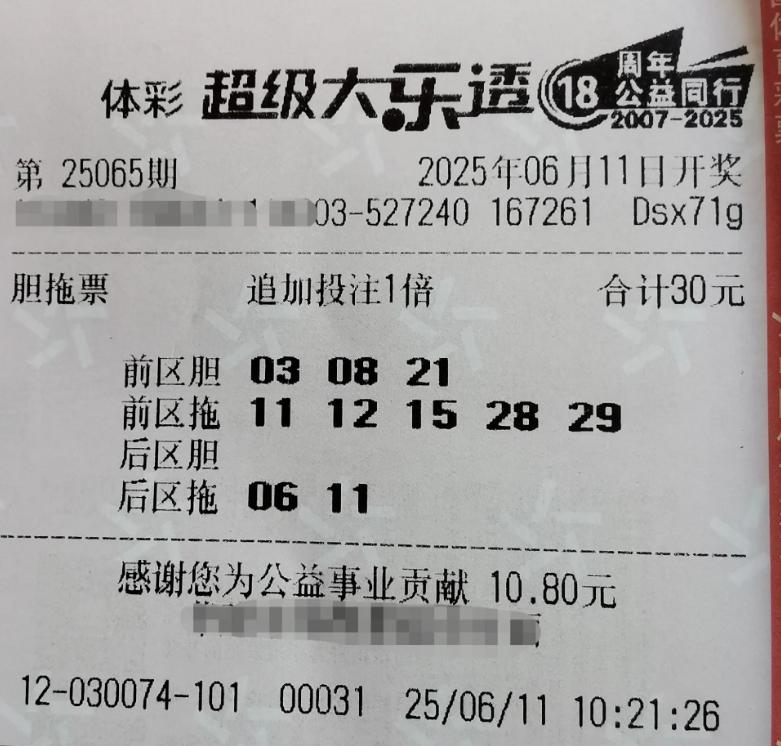 体彩 超级大乐透 18 周年 公益同行 2007-2025
第 25065期 2025年06月11日开奖
03-527240 167261 Dsx71g
胆拖票 追加投注1倍 合计30元
前区胆 03 08 21
前区拖 11 12 15 28 29
后区胆
后区拖 06 11
感谢您为公益事业贡献 10.80元
12-030074-101 00031 25/06/11 10:21:26